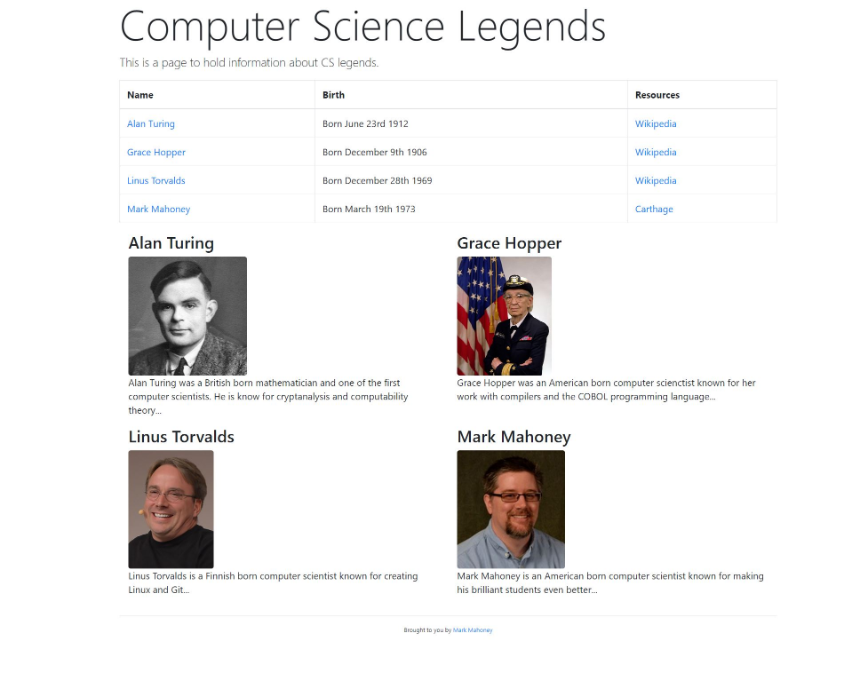 Computer Science Legends
This is a page to hold information about CS legends.
Name Birth Resources
Alan Turing Born June 23rd 1912 Wikipedia
Grace Hopper Born December 9th 1906 Wikipedia
Linus Torvalds Born December 28th 1969 Wikipedia
Mark Mahoney Born March 19th 1973 Carthage
Alan Turing
Alan Turing was a British born mathematician and one of the first
computer scientists. He is know for cryptanalysis and computability
theory...
Grace Hopper
Grace Hopper was an American born computer scienctist known for her
work with compilers and the COBOL programming language...
Linus Torvalds
Linus Torvalds is a Finnish born computer scientist known for creating
Linux and Git...
Mark Mahoney
Mark Mahoney is an American born computer scientist known for making
his brilliant students even better...
Brought to you by Mark Mahoney